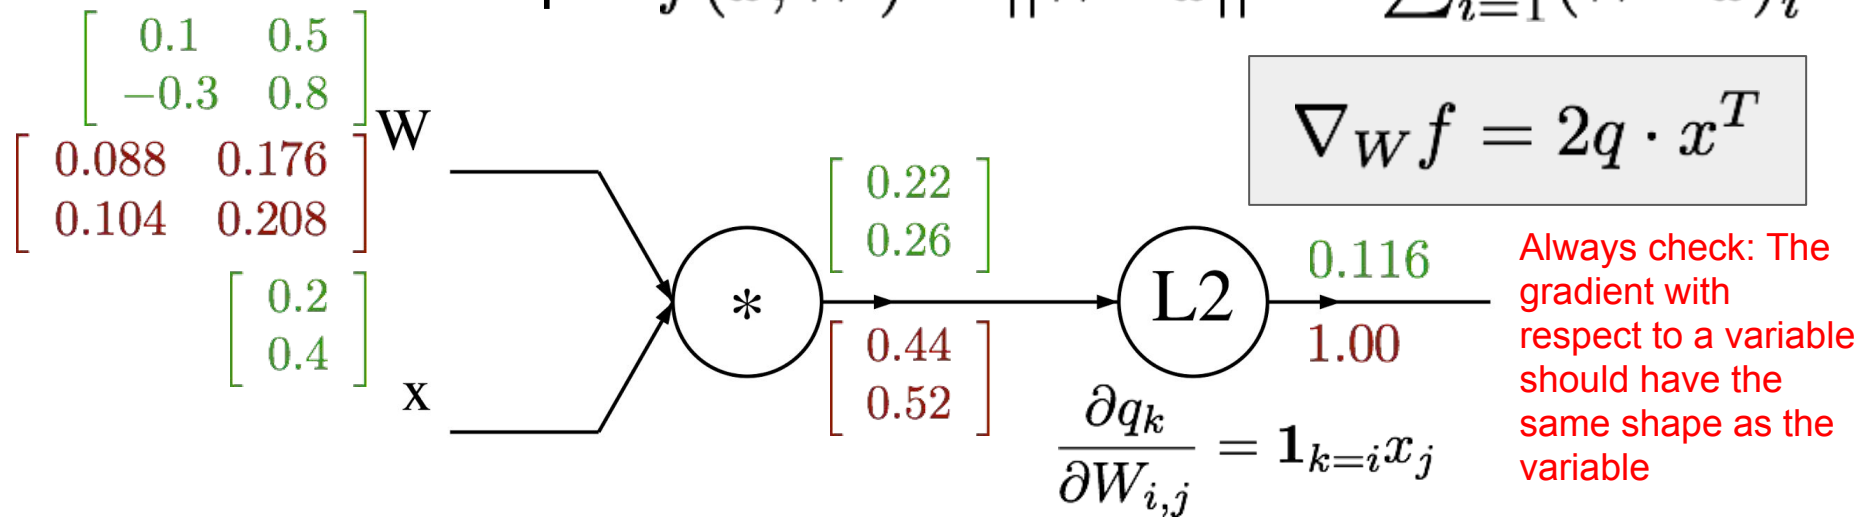 [ 0.1 0.5
−0.3 0.8 ]
W
[ 0.088 0.176
0.104 0.208 ]
[ 0.2
0.4 ]
x
*
[ 0.22
0.26 ]
[ 0.44
0.52 ]
L2
0.116
1.00
∇_W f = 2q · x^T
∂q_k / ∂W_{i,j} = 1_{k=i} x_j
Always check: The
gradient with
respect to a variable
should have the
same shape as the
variable